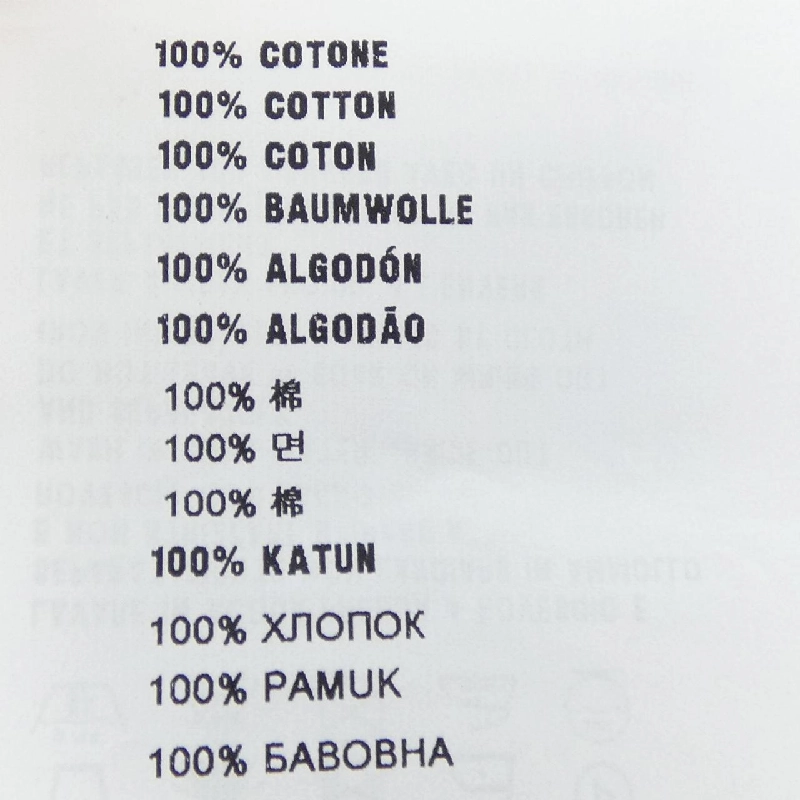 100% COTONE
100% COTTON
100% COTON
100% BAUMWOLLE
100% ALGODÓN
100% ALGODÃO
100% 棉
100% 면
100% 棉
100% KATUN
100% ХЛОПОК
100% PAMUK
100% БАВОВНА